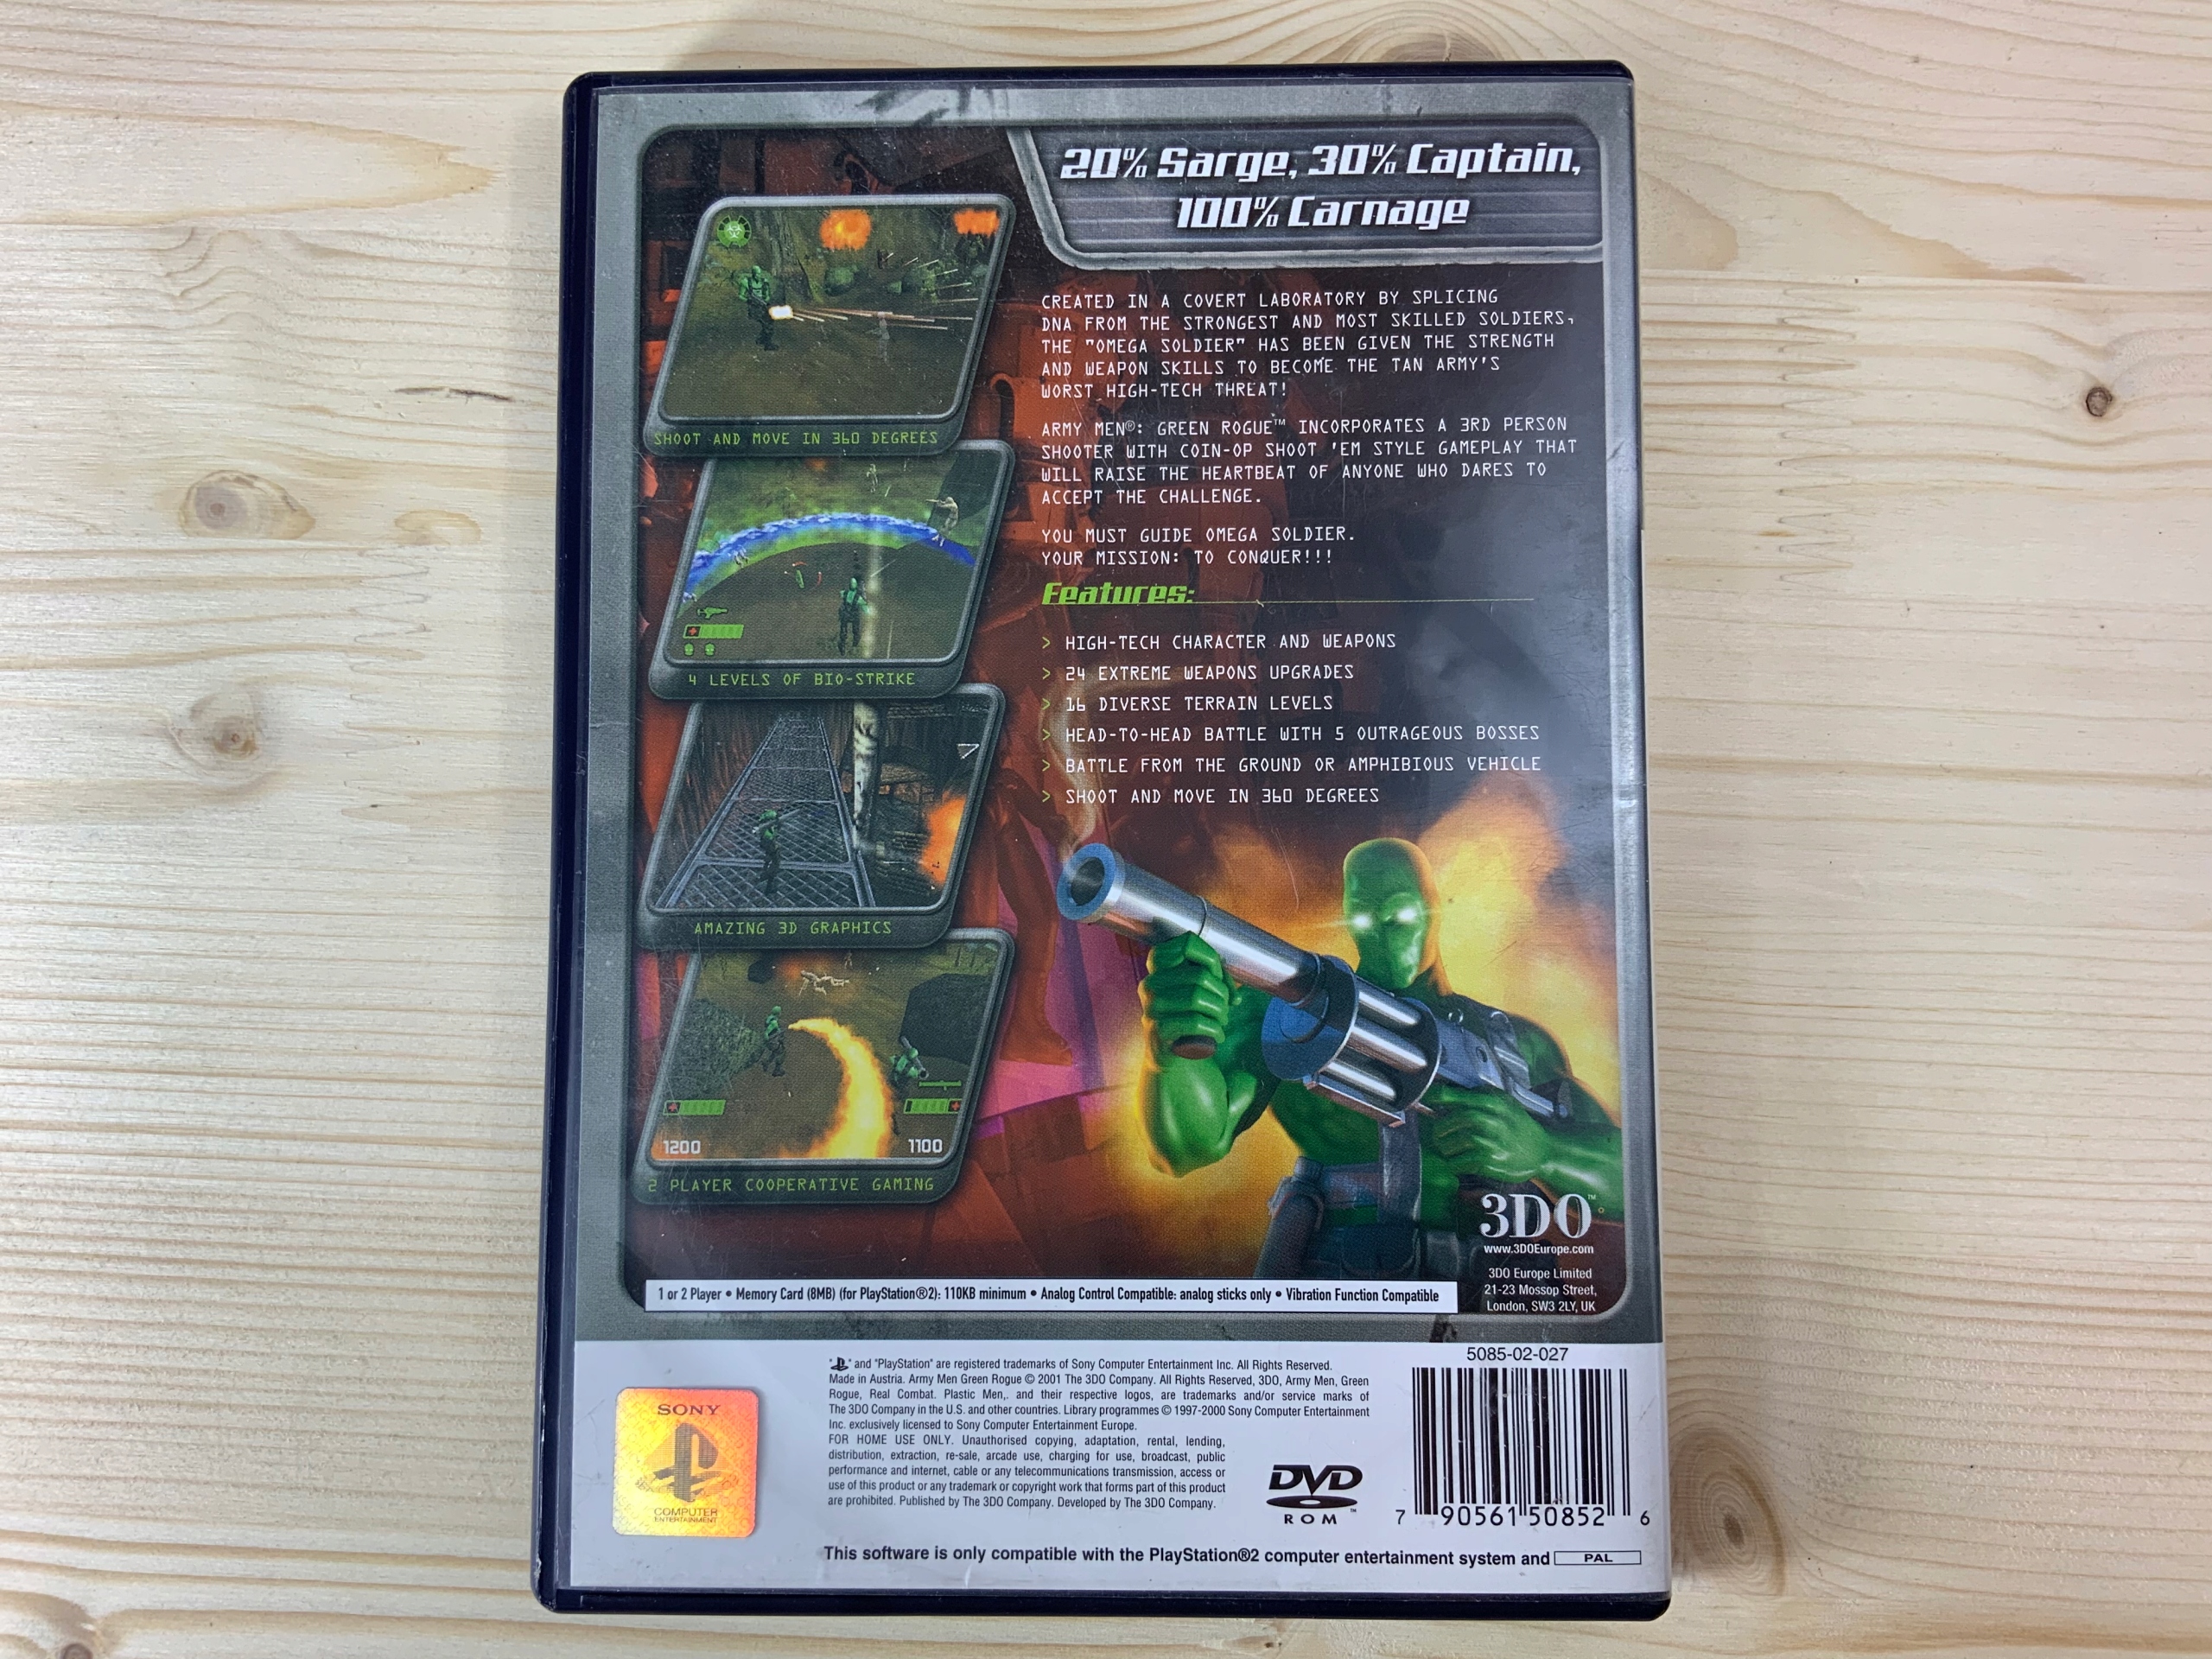 20% Sarge, 30% Captain,
100% Carnage
SHOOT AND MOVE IN 360 DEGREES
4 LEVELS OF BIO-STRIKE
AMAZING 3D GRAPHICS
1200
1100
2 PLAYER COOPERATIVE GAMING
CREATED IN A COVERT LABORATORY BY SPLICING
DNA FROM THE STRONGEST AND MOST SKILLED SOLDIERS,
THE "OMEGA SOLDIER" HAS BEEN GIVEN THE STRENGTH
AND WEAPON SKILLS TO BECOME THE TAN ARMY'S
WORST HIGH-TECH THREAT!
ARMY MEN®: GREEN ROGUE™ INCORPORATES A 3RD PERSON
SHOOTER WITH COIN-OP SHOOT 'EM STYLE GAMEPLAY THAT
WILL RAISE THE HEARTBEAT OF ANYONE WHO DARES TO
ACCEPT THE CHALLENGE.
YOU MUST GUIDE OMEGA SOLDIER.
YOUR MISSION: TO CONQUER!!!
Features:
> HIGH-TECH CHARACTER AND WEAPONS
> 24 EXTREME WEAPONS UPGRADES
> 16 DIVERSE TERRAIN LEVELS
> HEAD-TO-HEAD BATTLE WITH 5 OUTRAGEOUS BOSSES
> BATTLE FROM THE GROUND OR AMPHIBIOUS VEHICLE
> SHOOT AND MOVE IN 360 DEGREES
3DO™
www.3DOEurope.com
3DO Europe Limited
21-23 Mossop Street,
London, SW3 2LY, UK
1 or 2 Player • Memory Card (8MB) (for PlayStation®2): 110KB minimum • Analog Control Compatible: analog sticks only • Vibration Function Compatible
" " and "PlayStation" are registered trademarks of Sony Computer Entertainment Inc. All Rights Reserved.
Made in Austria. Army Men Green Rogue © 2001 The 3DO Company. All Rights Reserved, 3DO, Army Men, Green
Rogue, Real Combat. Plastic Men,. and their respective logos, are trademarks and/or service marks of
The 3DO Company in the U.S. and other countries. Library programmes © 1997-2000 Sony Computer Entertainment
Inc. exclusively licensed to Sony Computer Entertainment Europe.
FOR HOME USE ONLY. Unauthorised copying, adaptation, rental, lending,
distribution, extraction, re-sale, arcade use, charging for use, broadcast, public
performance and internet, cable or any telecommunications transmission, access or
use of this product or any trademark or copyright work that forms part of this product
are prohibited. Published by The 3DO Company. Developed by The 3DO Company.
SONY
COMPUTER
ENTERTAINMENT
DVD™
ROM
5085-02-027
7 90561 50852 6
This software is only compatible with the PlayStation®2 computer entertainment system and PAL